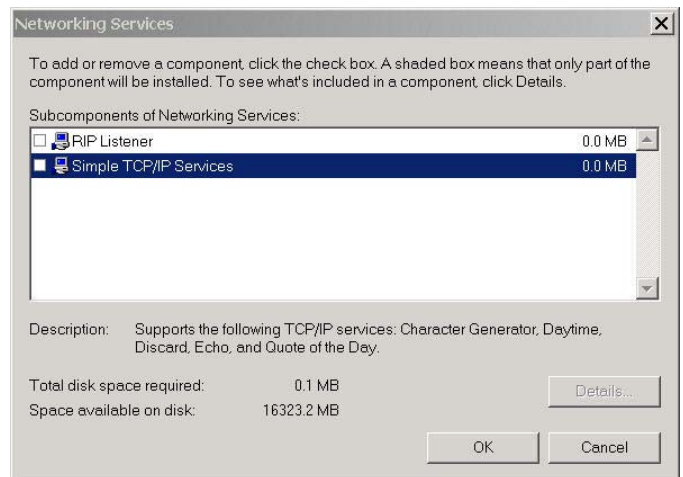 Networking Services
To add or remove a component, click the check box. A shaded box means that only part of the
component will be installed. To see what's included in a component, click Details.
Subcomponents of Networking Services:
RIP Listener 0.0 MB
Simple TCP/IP Services 0.0 MB
Description: Supports the following TCP/IP services: Character Generator, Daytime,
Discard, Echo, and Quote of the Day.
Total disk space required: 0.1 MB
Details...
Space available on disk: 16323.2 MB
OK Cancel